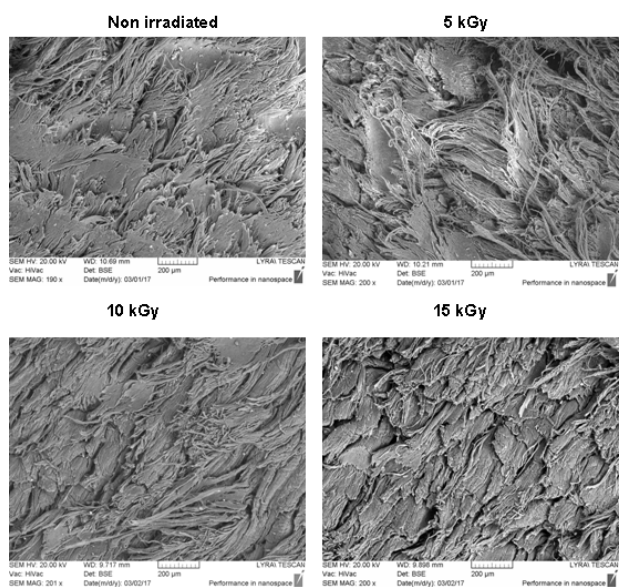 Non irradiated
5 kGy
SEM HV: 20.00 kV WD: 10.69 mm LYRA\ TESCAN
Vac: HiVac Det: BSE 200 µm
SEM MAG: 190 x Date(m/d/y): 03/01/17 Performance in nanospace
SEM HV: 20.00 kV WD: 10.21 mm LYRA\ TESCAN
Vac: HiVac Det: BSE 200 µm
SEM MAG: 200 x Date(m/d/y): 03/01/17 Performance in nanospace
10 kGy
15 kGy
SEM HV: 20.00 kV WD: 9.717 mm LYRA\ TESCAN
Vac: HiVac Det: BSE 200 µm
SEM MAG: 201 x Date(m/d/y): 03/02/17 Performance in nanospace
SEM HV: 20.00 kV WD: 9.896 mm LYRA\ TESCAN
Vac: HiVac Det: BSE 200 µm
SEM MAG: 200 x Date(m/d/y): 03/02/17 Performance in nanospace